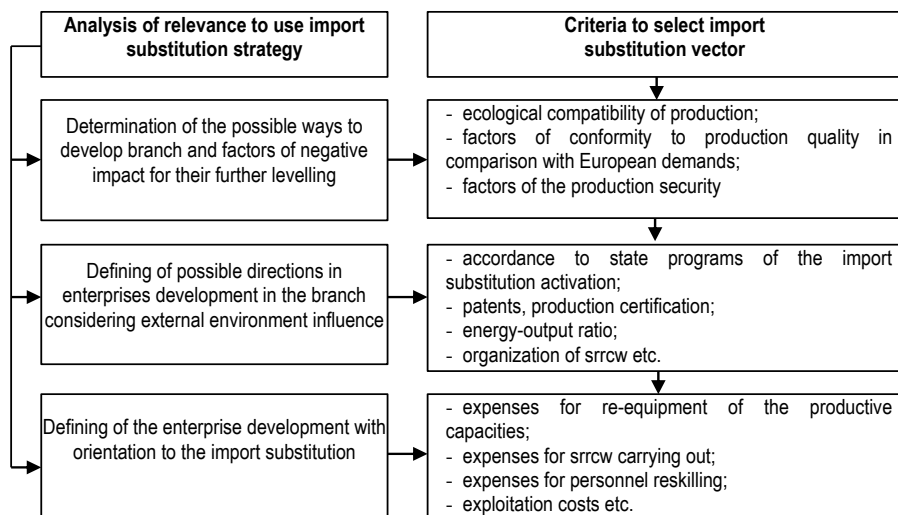 Analysis of relevance to use import
substitution strategy
Criteria to select import
substitution vector
Determination of the possible ways to
develop branch and factors of negative
impact for their further levelling
- ecological compatibility of production;
- factors of conformity to production quality in
comparison with European demands;
- factors of the production security
Defining of possible directions in
enterprises development in the branch
considering external environment influence
- accordance to state programs of the import
substitution activation;
- patents, production certification;
- energy-output ratio;
- organization of srrcw etc.
Defining of the enterprise development with
orientation to the import substitution
- expenses for re-equipment of the productive
capacities;
- expenses for srrcw carrying out;
- expenses for personnel reskilling;
- exploitation costs etc.